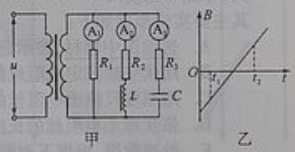 u
A₁ A₂ A₃
R₁ R₂ R₃
L C
甲
B
O t₁ t₂ t
乙